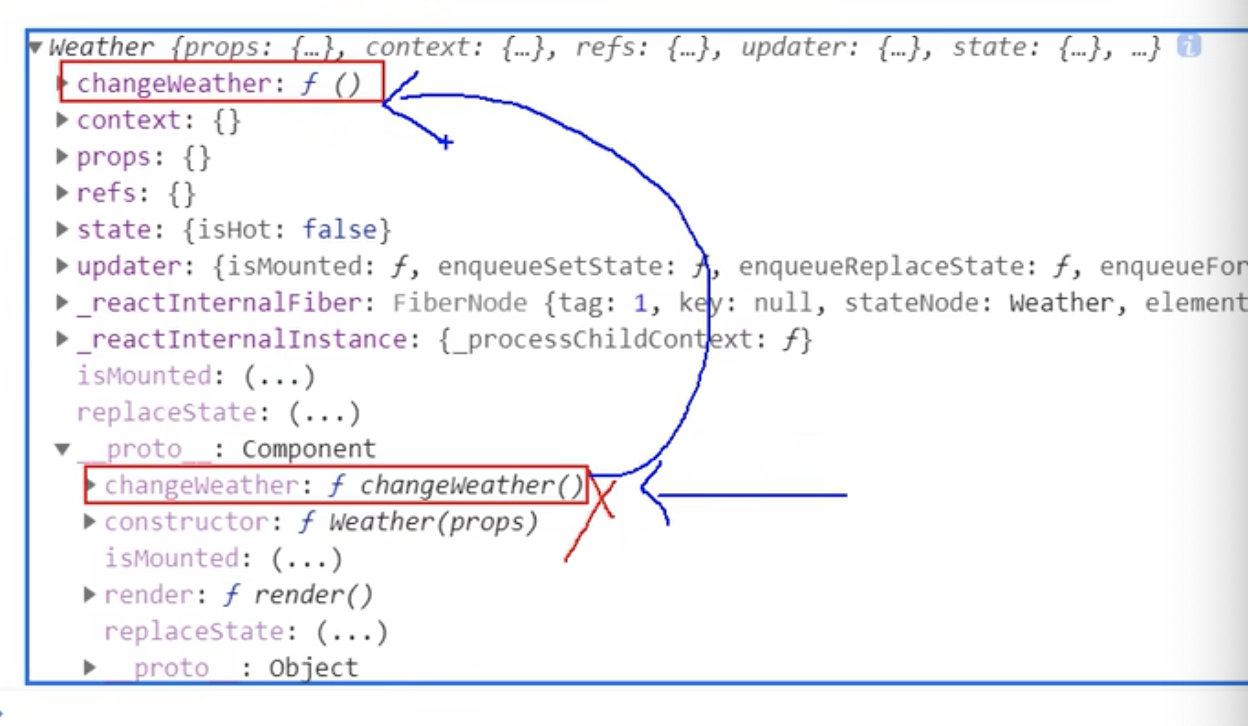 Weather {props: {…}, context: {…}, refs: {…}, updater: {…}, state: {…}, …} i
changeWeather: ƒ ()
context: {}
props: {}
refs: {}
state: {isHot: false}
updater: {isMounted: ƒ, enqueueSetState: ƒ, enqueueReplaceState: ƒ, enqueueFor
_reactInternalFiber: FiberNode {tag: 1, key: null, stateNode: Weather, element
_reactInternalInstance: {_processChildContext: ƒ}
isMounted: (...)
replaceState: (...)
__proto__: Component
changeWeather: ƒ changeWeather()
constructor: ƒ Weather(props)
isMounted: (...)
render: ƒ render()
replaceState: (...)
__proto__: Object